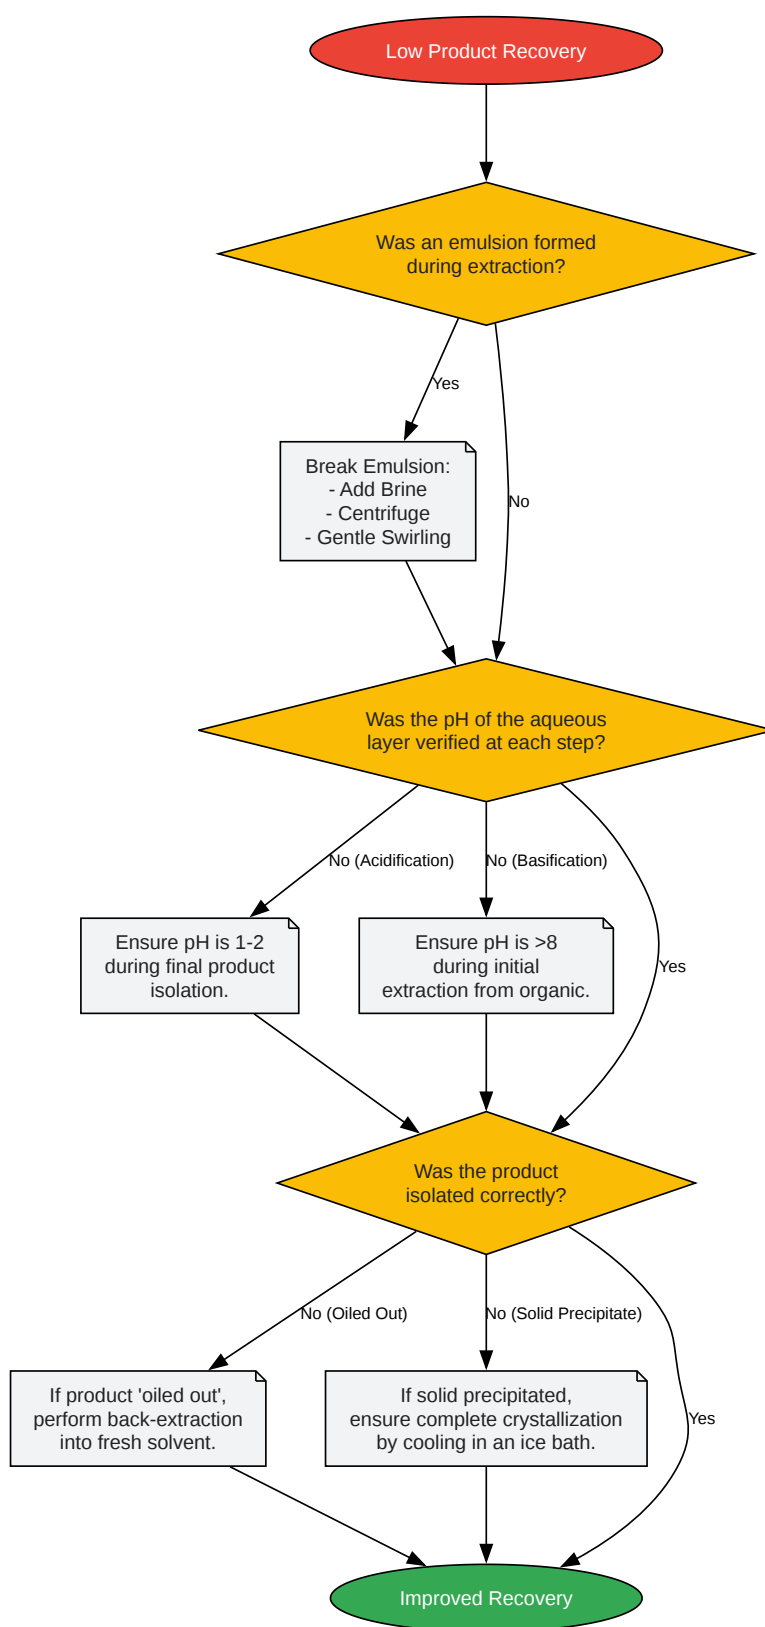 Low Product Recovery
Was an emulsion formed
during extraction?
Yes
Break Emulsion:
- Add Brine
- Centrifuge
- Gentle Swirling
No
Was the pH of the aqueous
layer verified at each step?
No (Acidification)
No (Basification)
Ensure pH is 1-2
during final product
isolation.
Ensure pH is >8
during initial
extraction from organic.
Yes
Was the product
isolated correctly?
No (Oiled Out)
No (Solid Precipitate)
If product 'oiled out',
perform back-extraction
into fresh solvent.
If solid precipitated,
ensure complete crystallization
by cooling in an ice bath.
Yes
Improved Recovery